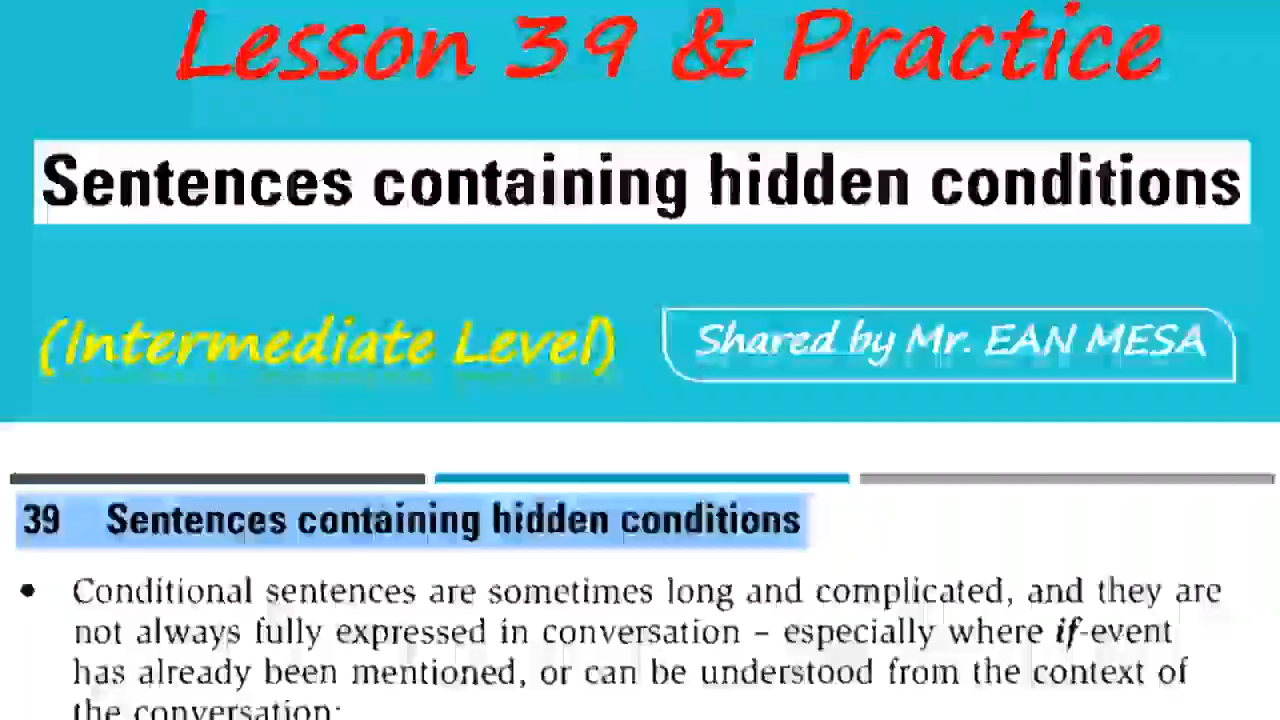 Lesson 39 & Practice
Sentences containing hidden conditions
(Intermediate Level)
Shared by Mr. EAN MESA
39 Sentences containing hidden conditions
• Conditional sentences are sometimes long and complicated, and they are
not always fully expressed in conversation – especially where if-event
has already been mentioned, or can be understood from the context of
the conversation: